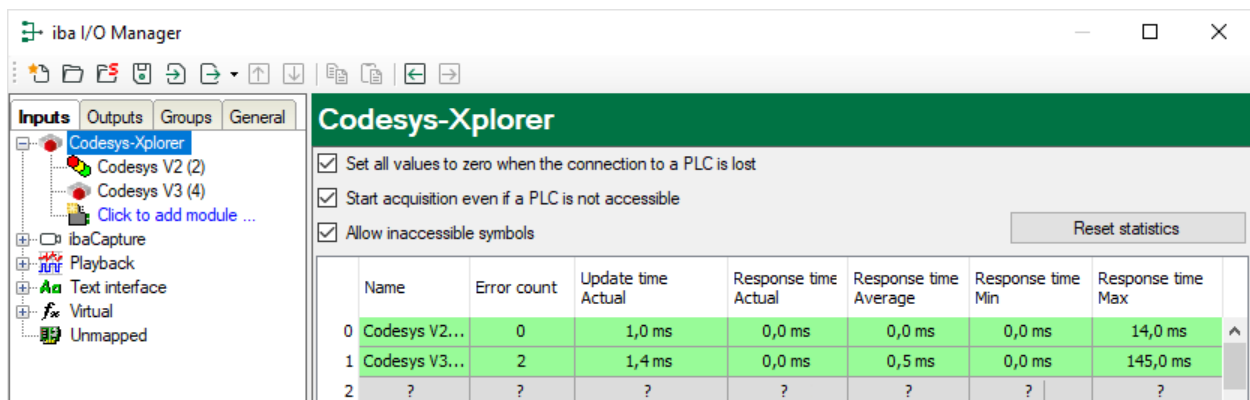 iba I/O Manager
Inputs Outputs Groups General
Codesys-Xplorer
Codesys V2 (2)
Codesys V3 (4)
Click to add module ...
ibaCapture
Playback
Text interface
Virtual
Unmapped
Codesys-Xplorer
Set all values to zero when the connection to a PLC is lost
Start acquisition even if a PLC is not accessible
Allow inaccessible symbols
Reset statistics
Name Error count Update time Actual Response time Actual Response time Average Response time Min Response time Max
0 Codesys V2... 0 1,0 ms 0,0 ms 0,0 ms 0,0 ms 14,0 ms
1 Codesys V3... 2 1,4 ms 0,0 ms 0,5 ms 0,0 ms 145,0 ms
2 ? ? ? ? ? ? ?